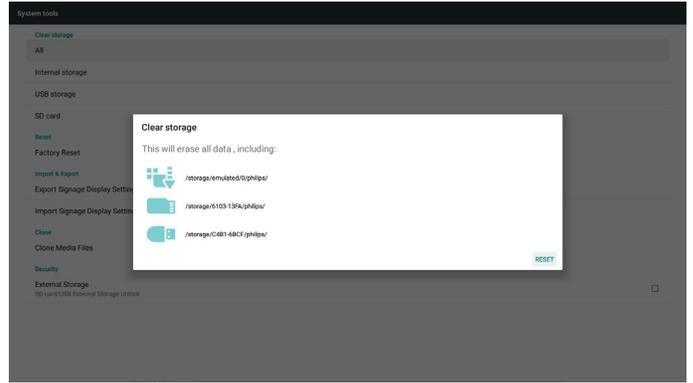 System tools
Clear storage
All
Internal storage
USB storage
SD card
Reset
Factory Reset
Import & Export
Export Signage Display Settin
Import Signage Display Settin
Clone
Clone Media Files
Security
External Storage
SD card/USB External Storage Unlock
Clear storage
This will erase all data , including:
/storage/emulated/0/philips/
/storage/6103-13FA/philips/
/storage/C4B1-6BCF/philips/
RESET